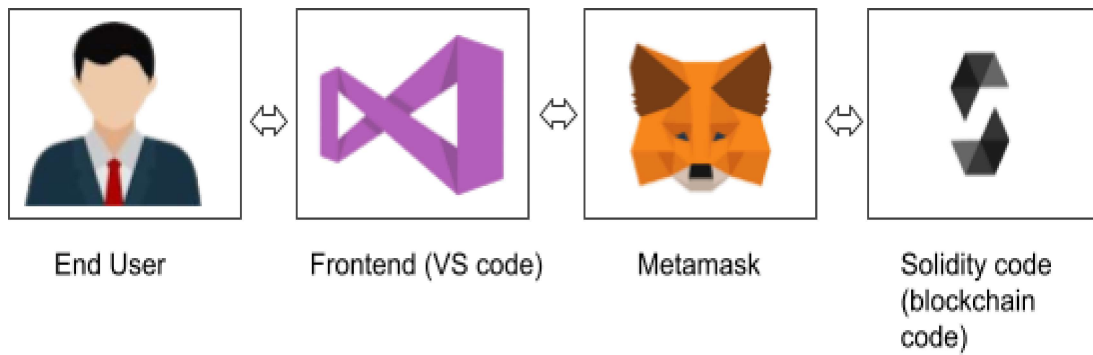 End User
Frontend (VS code)
Metamask
Solidity code
(blockchain
code)